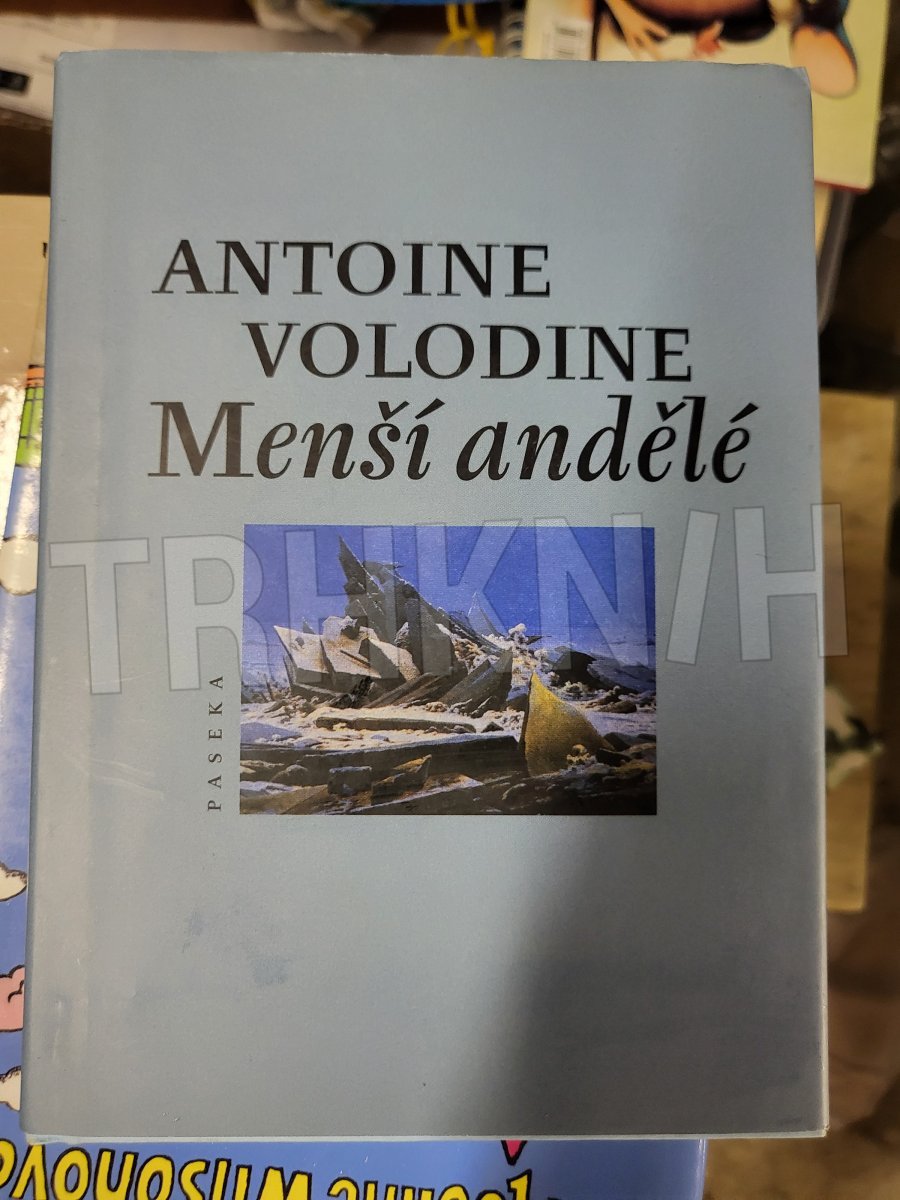 ANTOINE
VOLODINE
Menší andělé
PASEKA
TRHKNIH